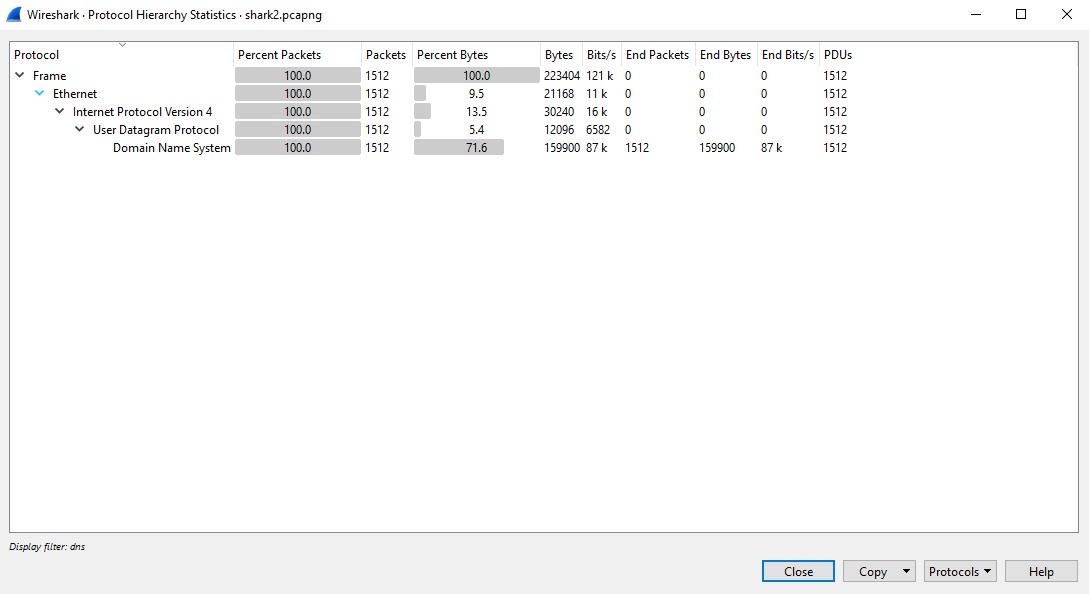 Wireshark · Protocol Hierarchy Statistics · shark2.pcapng
Protocol Percent Packets Packets Percent Bytes Bytes Bits/s End Packets End Bytes End Bits/s PDUs
Frame 100.0 1512 100.0 223404 121 k 0 0 0 1512
Ethernet 100.0 1512 9.5 21168 11 k 0 0 0 1512
Internet Protocol Version 4 100.0 1512 13.5 30240 16 k 0 0 0 1512
User Datagram Protocol 100.0 1512 5.4 12096 6582 0 0 0 1512
Domain Name System 100.0 1512 71.6 159900 87 k 1512 159900 87 k 1512
Display filter: dns
Close Copy Protocols Help